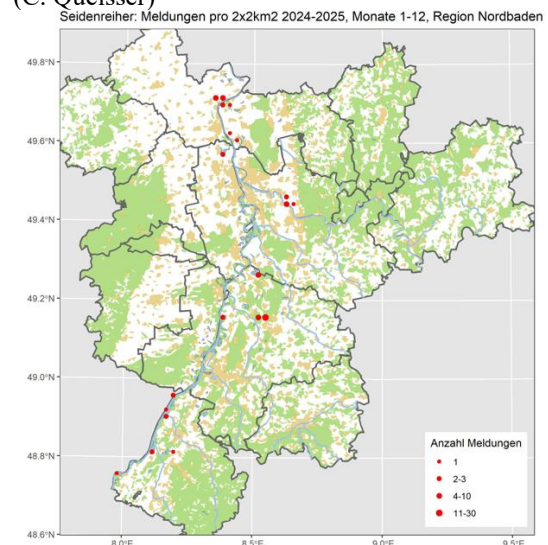 (C. Queisser)
Seidenreiher: Meldungen pro 2x2km2 2024-2025, Monate 1-12, Region Nordbaden
49.8°N
49.6°N
49.4°N
49.2°N
49.0°N
48.8°N
48.6°N
8.0°E
8.5°E
9.0°E
9.5°E
Anzahl Meldungen
1
2-3
4-10
11-30